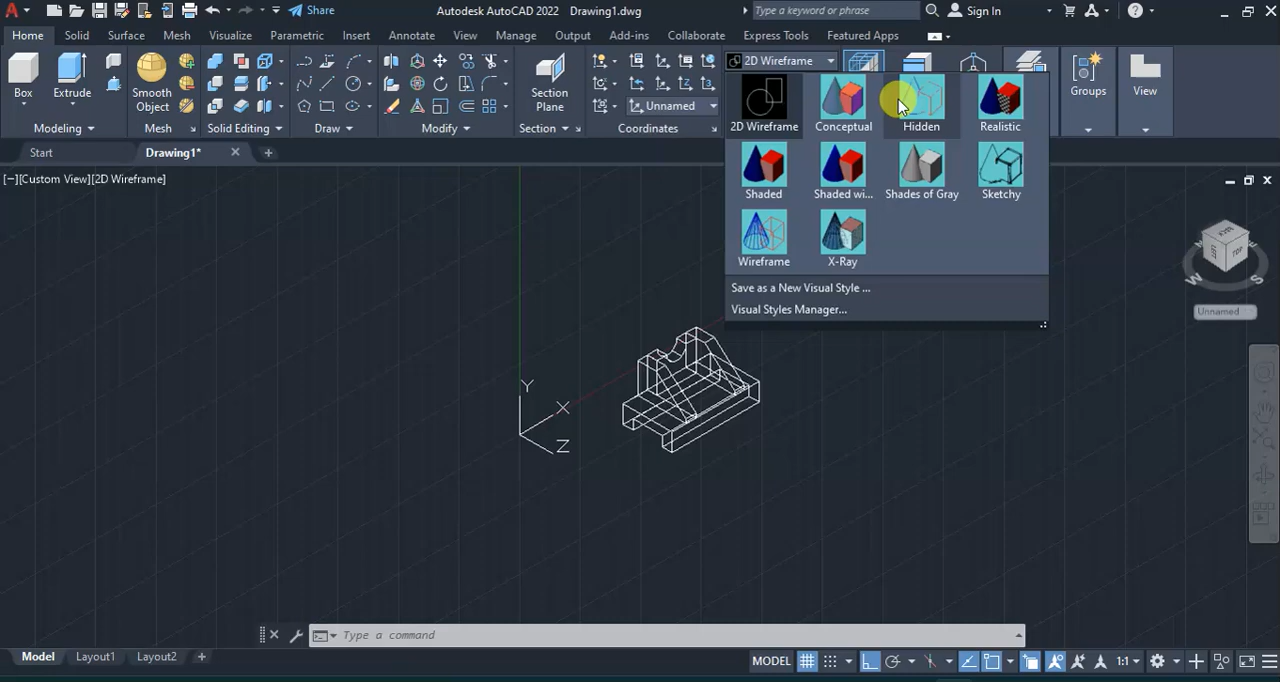 Share
Autodesk AutoCAD 2022 Drawing1.dwg
Type a keyword or phrase
Sign In
Home Solid Surface Mesh Visualize Parametric Insert Annotate View Manage Output Add-ins Collaborate Express Tools Featured Apps
2D Wireframe
Box Extrude Smooth
Object Section
Plane Unnamed Groups View
Modeling Mesh Solid Editing Draw Modify Section Coordinates
2D Wireframe Conceptual Hidden Realistic
Shaded Shaded wi... Shades of Gray Sketchy
Wireframe X-Ray
Save as a New Visual Style ...
Visual Styles Manager...
Start Drawing1*
[−][Custom View][2D Wireframe]
LEFT TOP
W S
Unnamed
Y
X
Z
Type a command
Model Layout1 Layout2
MODEL 1:1